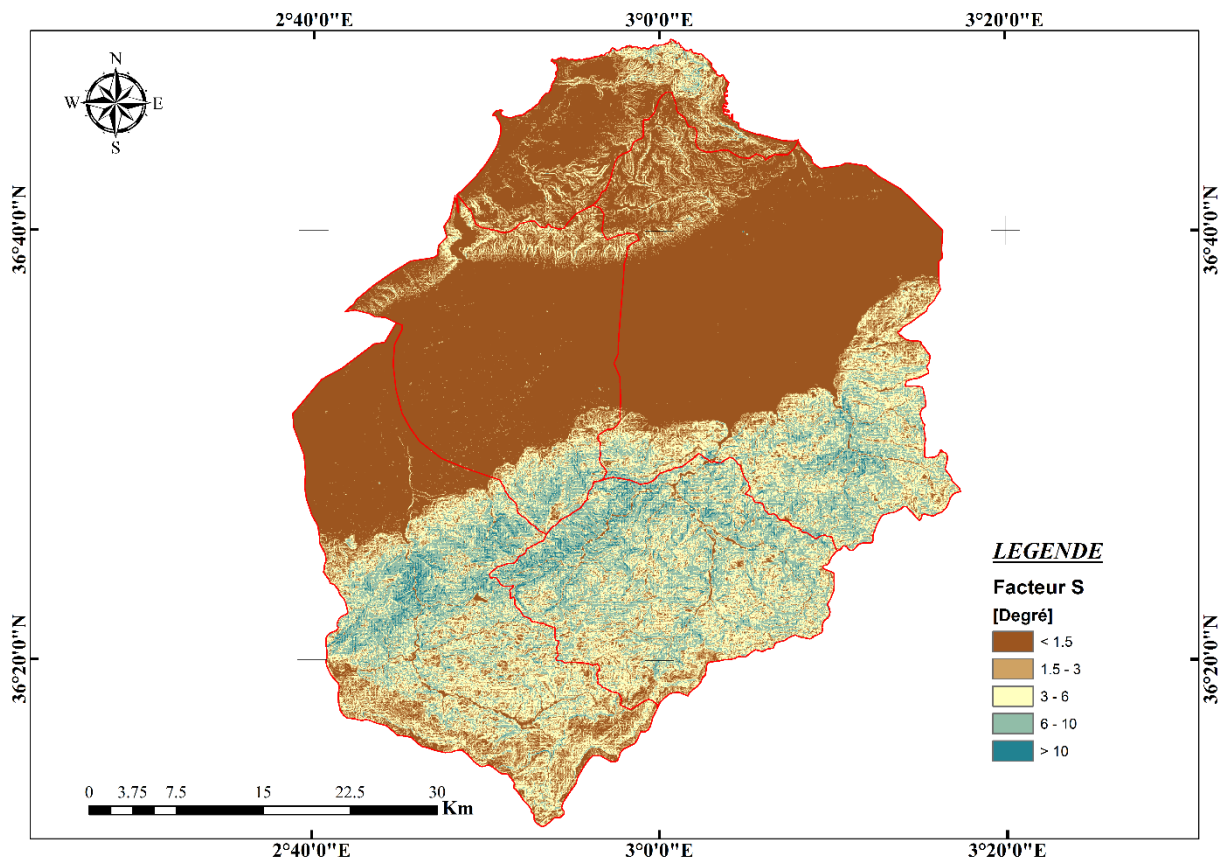 2°40'0"E 3°0'0"E 3°20'0"E
N
W E
S
36°40'0"N 36°40'0"N
LEGENDE
Facteur S
[Degré]
< 1.5
1.5 - 3
3 - 6
6 - 10
> 10
36°20'0"N 36°20'0"N
0 3.75 7.5 15 22.5 30
Km
2°40'0"E 3°0'0"E 3°20'0"E